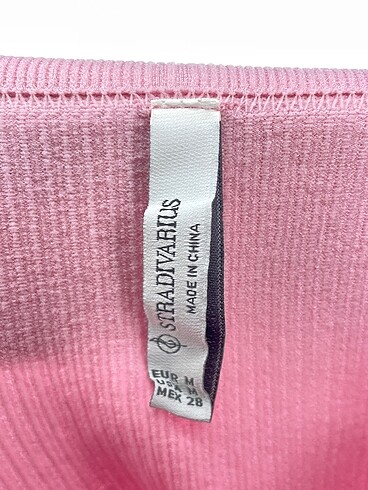 STRADIVARIUS
MADE IN CHINA
EUR M
USA M
MEX 28